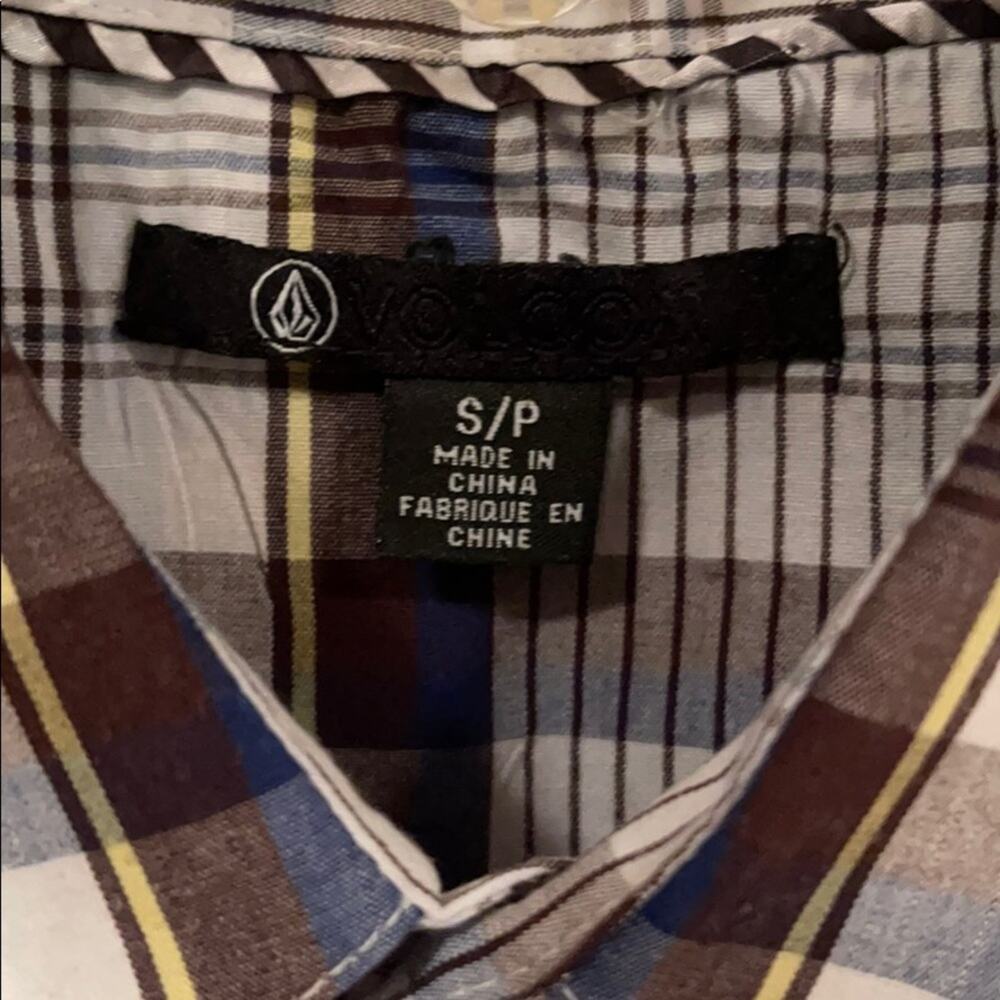 VOLCOM
S/P
MADE IN
CHINA
FABRIQUE EN
CHINE